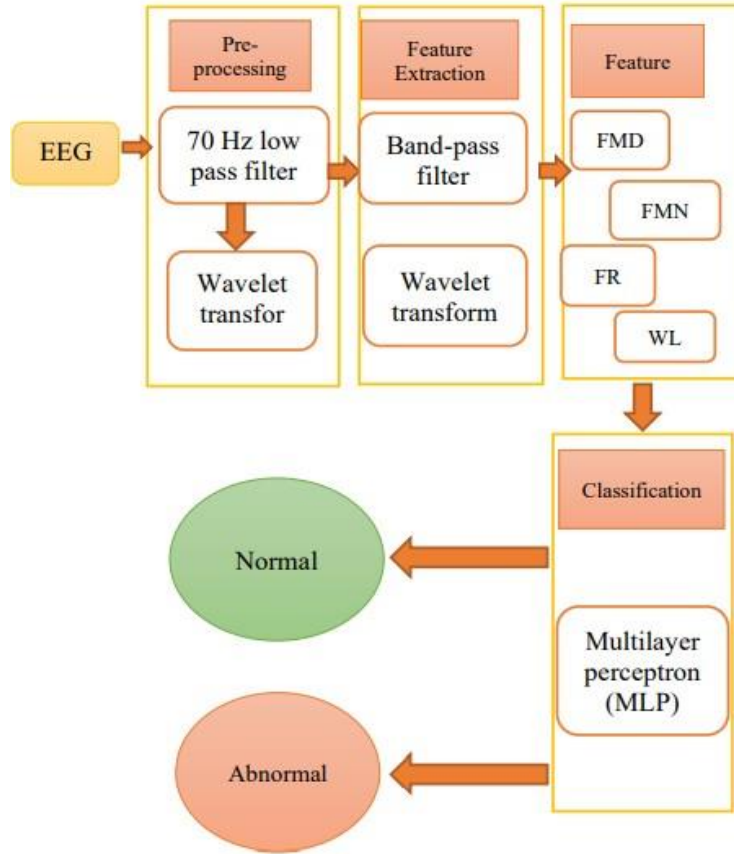 EEG
Pre-
processing
70 Hz low
pass filter
Wavelet
transfor
Feature
Extraction
Band-pass
filter
Wavelet
transform
Feature
FMD
FMN
FR
WL
Classification
Multilayer
perceptron
(MLP)
Normal
Abnormal